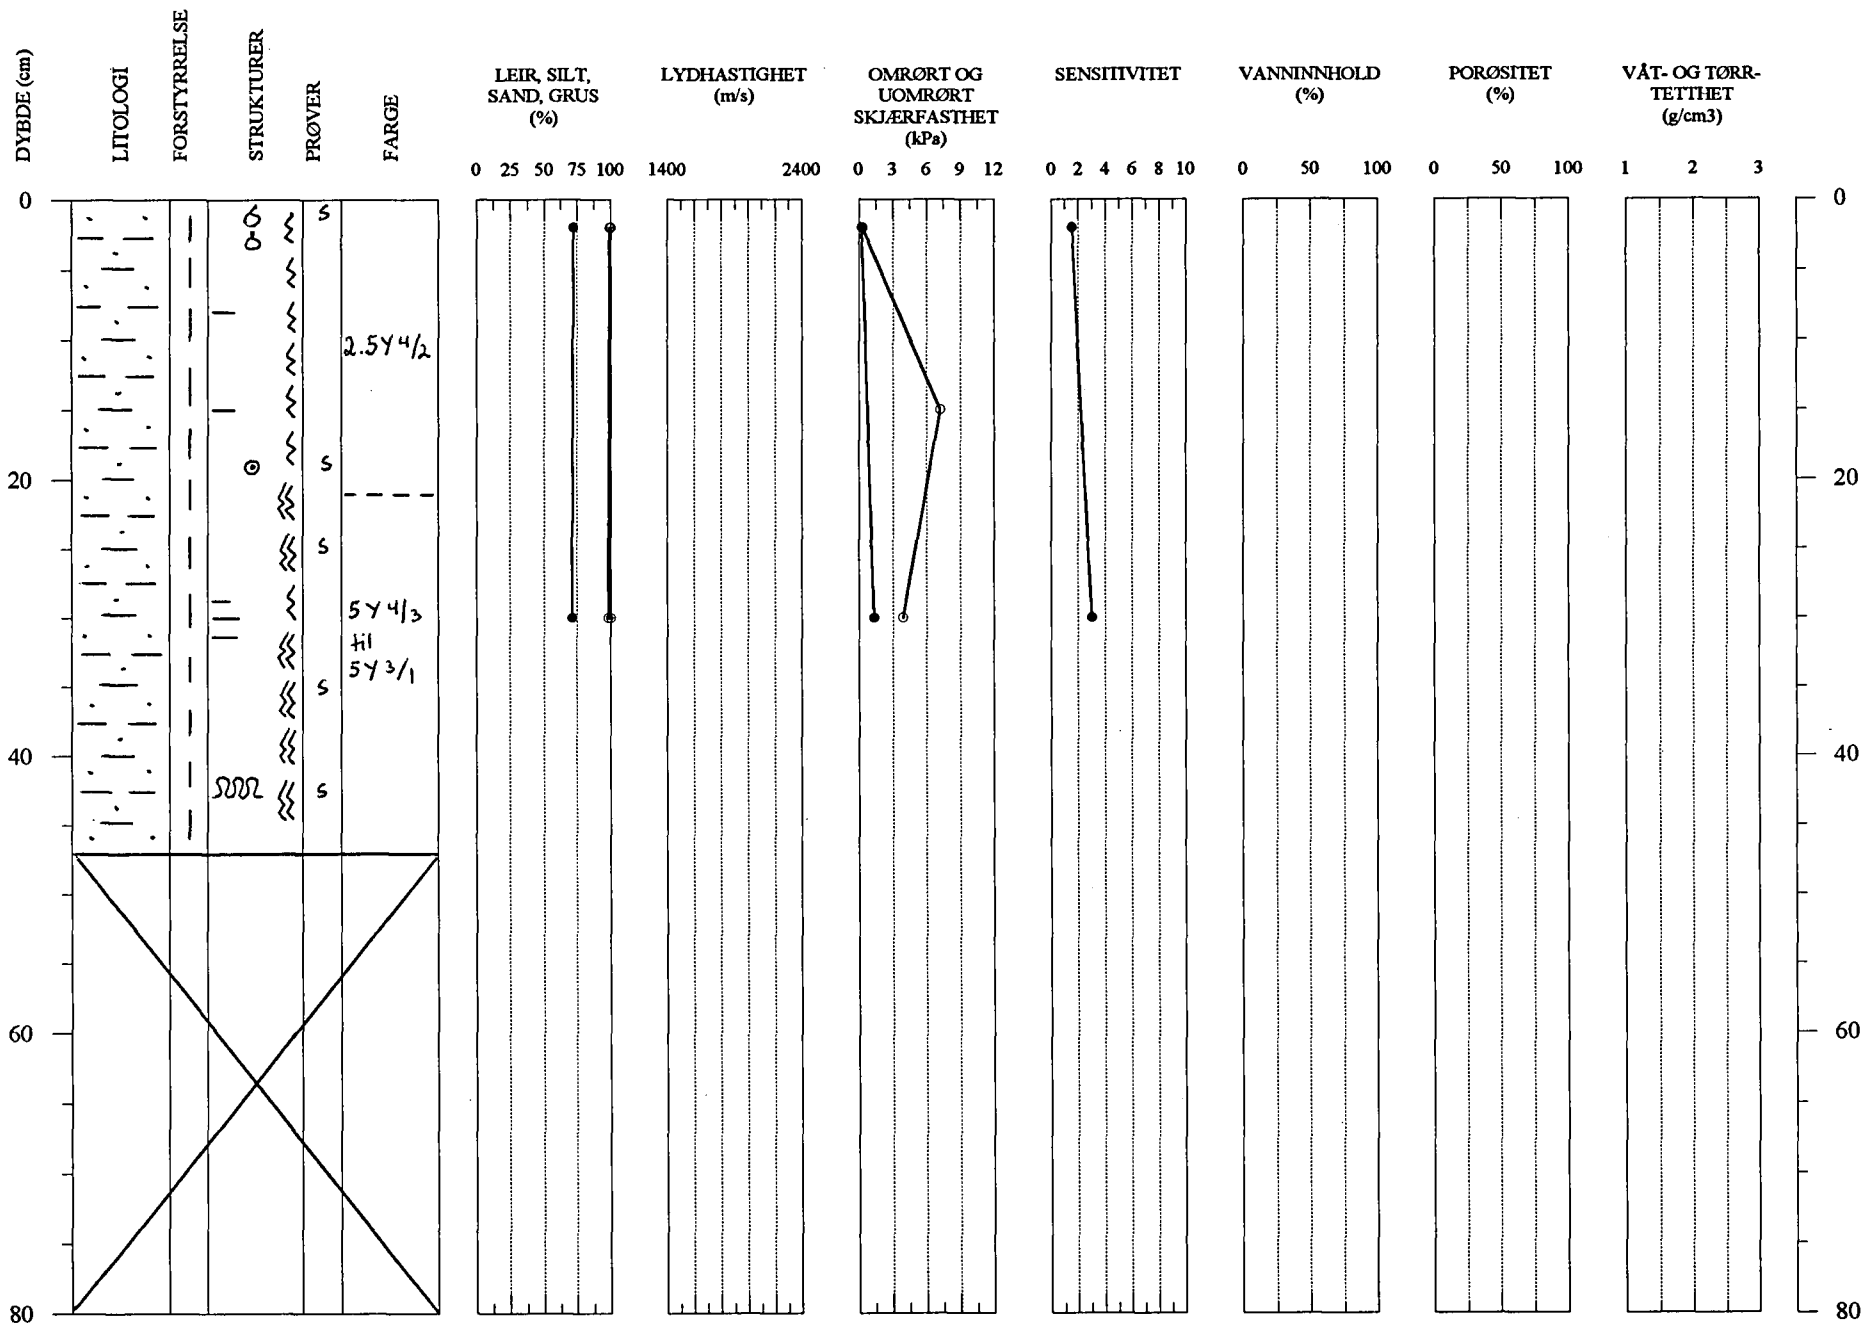 DYBDE (cm)
LITOLOGI
FORSTYRRELSE
STRUKTURER
PRØVER
FARGE
LEIR, SILT,
SAND, GRUS
(%)
LYDHASTIGHET
(m/s)
OMRØRT OG
UOMRØRT
SKJÆRFASTHET
(kPa)
SENSITIVITET
VANNINNHOLD
(%)
PORØSITET
(%)
VÅT- OG TØRR-
TETTHET
(g/cm3)
0 25 50 75 100
1400 2400
0 3 6 9 12
0 2 4 6 8 10
0 50 100
0 50 100
1 2 3
0
20
40
60
80
S
S
S
S
S
2.5Y 4/2
5Y 4/3
til
5Y 3/1
0
20
40
60
80